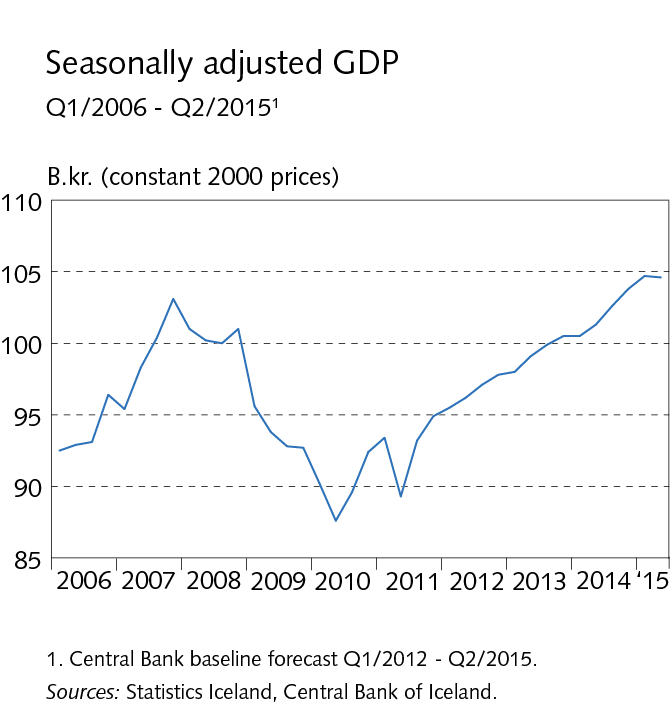 Seasonally adjusted GDP
Q1/2006 - Q2/2015¹
B.kr. (constant 2000 prices)
110
105
100
95
90
85
2006 2007 2008 2009 2010 2011 2012 2013 2014 '15
1. Central Bank baseline forecast Q1/2012 - Q2/2015.
Sources: Statistics Iceland, Central Bank of Iceland.